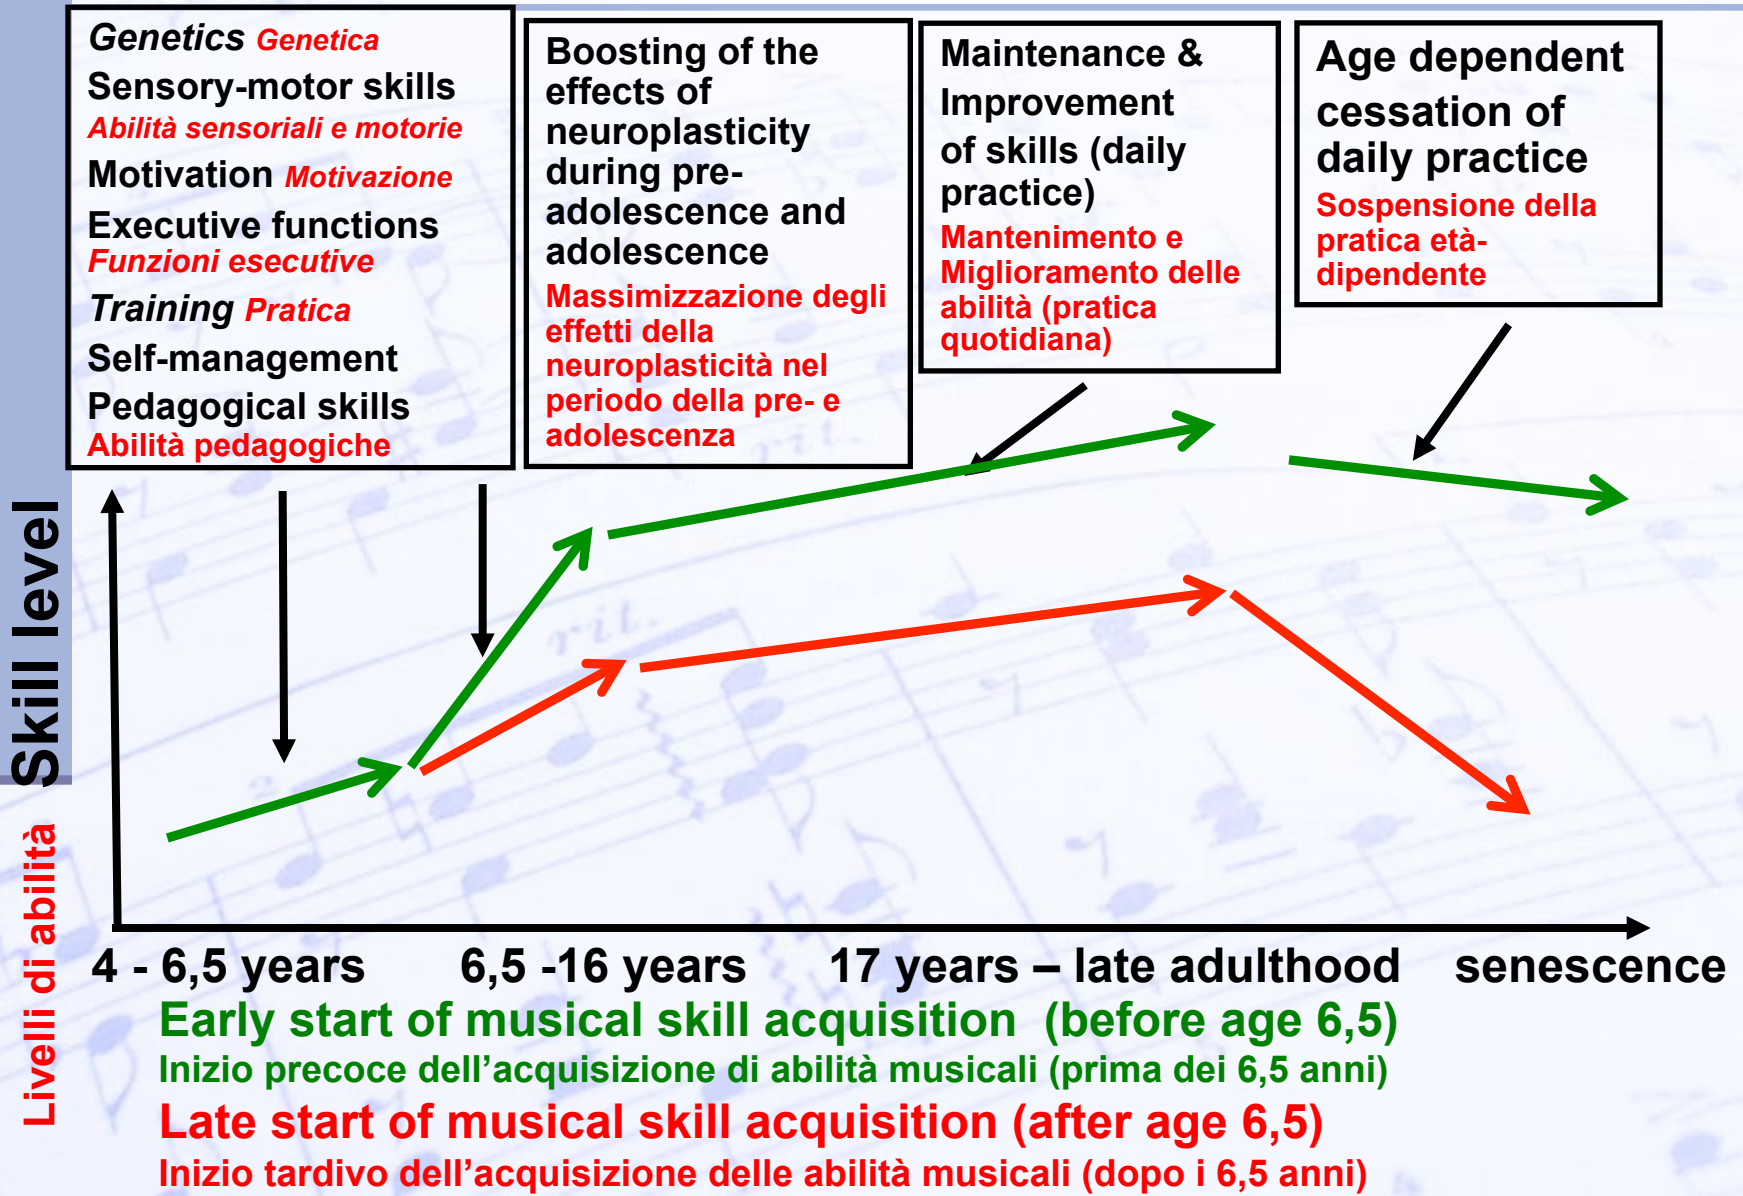 Genetics Genetica
Sensory-motor skills
Abilità sensoriali e motorie
Motivation Motivazione
Executive functions
Funzioni esecutive
Training Pratica
Self-management
Pedagogical skills
Abilità pedagogiche
Boosting of the
effects of
neuroplasticity
during pre-
adolescence and
adolescence
Massimizzazione degli
effetti della
neuroplasticità nel
periodo della pre- e
adolescenza
Maintenance &
Improvement
of skills (daily
practice)
Mantenimento e
Miglioramento delle
abilità (pratica
quotidiana)
Age dependent
cessation of
daily practice
Sospensione della
pratica età-
dipendente
rit.
rit.
Skill level
Livelli di abilità
4 - 6,5 years 6,5 -16 years 17 years – late adulthood senescence
Early start of musical skill acquisition (before age 6,5)
Inizio precoce dell’acquisizione di abilità musicali (prima dei 6,5 anni)
Late start of musical skill acquisition (after age 6,5)
Inizio tardivo dell’acquisizione delle abilità musicali (dopo i 6,5 anni)